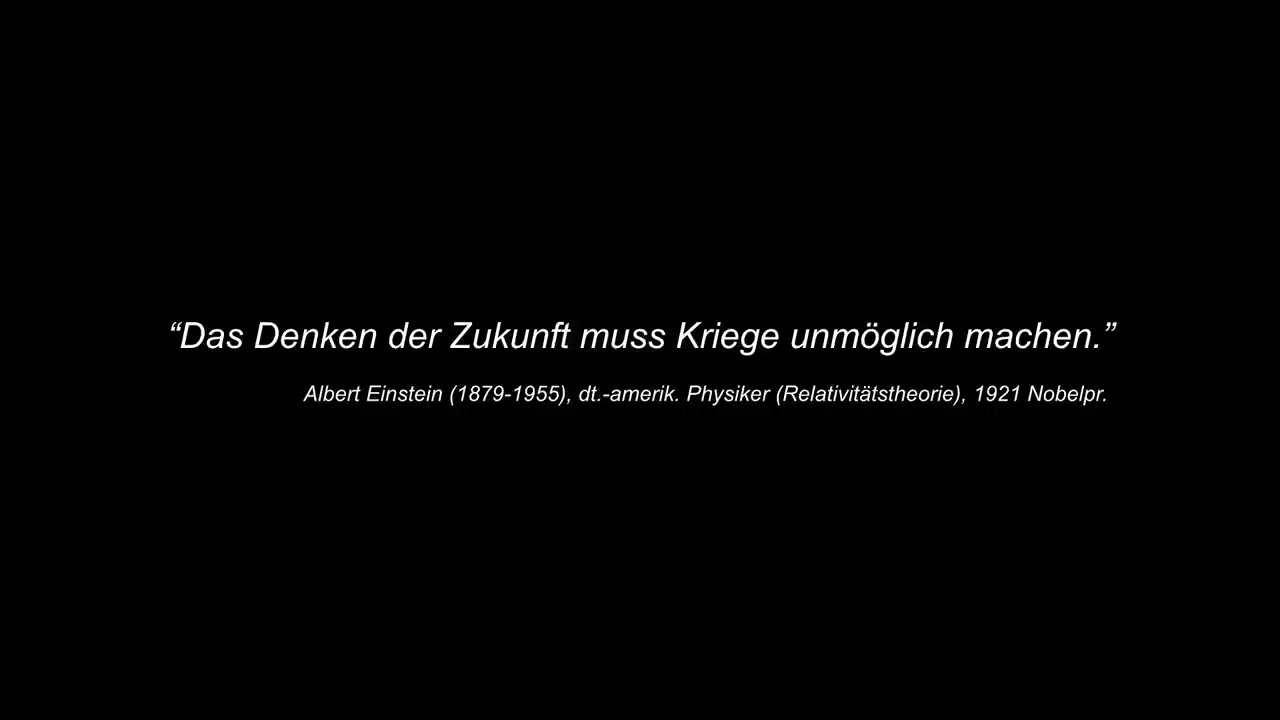 “Das Denken der Zukunft muss Kriege unmöglich machen.”
Albert Einstein (1879-1955), dt.-amerik. Physiker (Relativitätstheorie), 1921 Nobelpr.